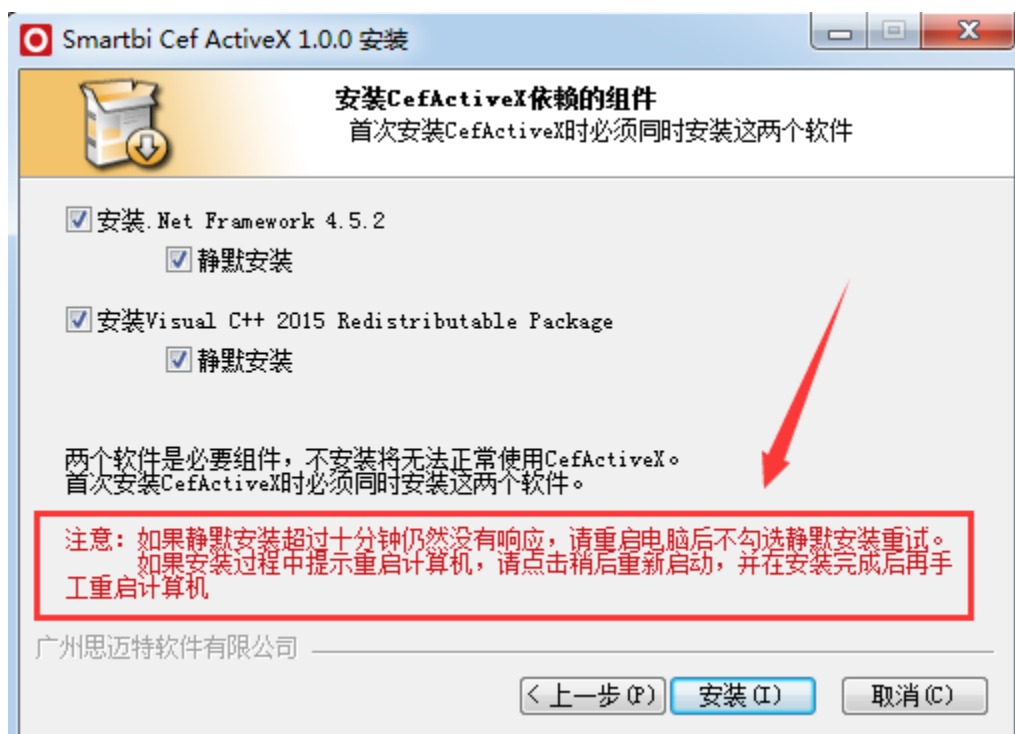 Smartbi Cef ActiveX 1.0.0 安装
安装CefActiveX依赖的组件
首次安装CefActiveX时必须同时安装这两个软件
安装.Net Framework 4.5.2
静默安装
安装Visual C++ 2015 Redistributable Package
静默安装
两个软件是必要组件，不安装将无法正常使用CefActiveX。
首次安装CefActiveX时必须同时安装这两个软件。
注意：如果静默安装超过十分钟仍然没有响应，请重启电脑后不勾选静默安装重试。
如果安装过程中提示重启计算机，请点击稍后重新启动，并在安装完成后再手
工重启计算机
广州思迈特软件有限公司
< 上一步(P) 安装(I) 取消(C)